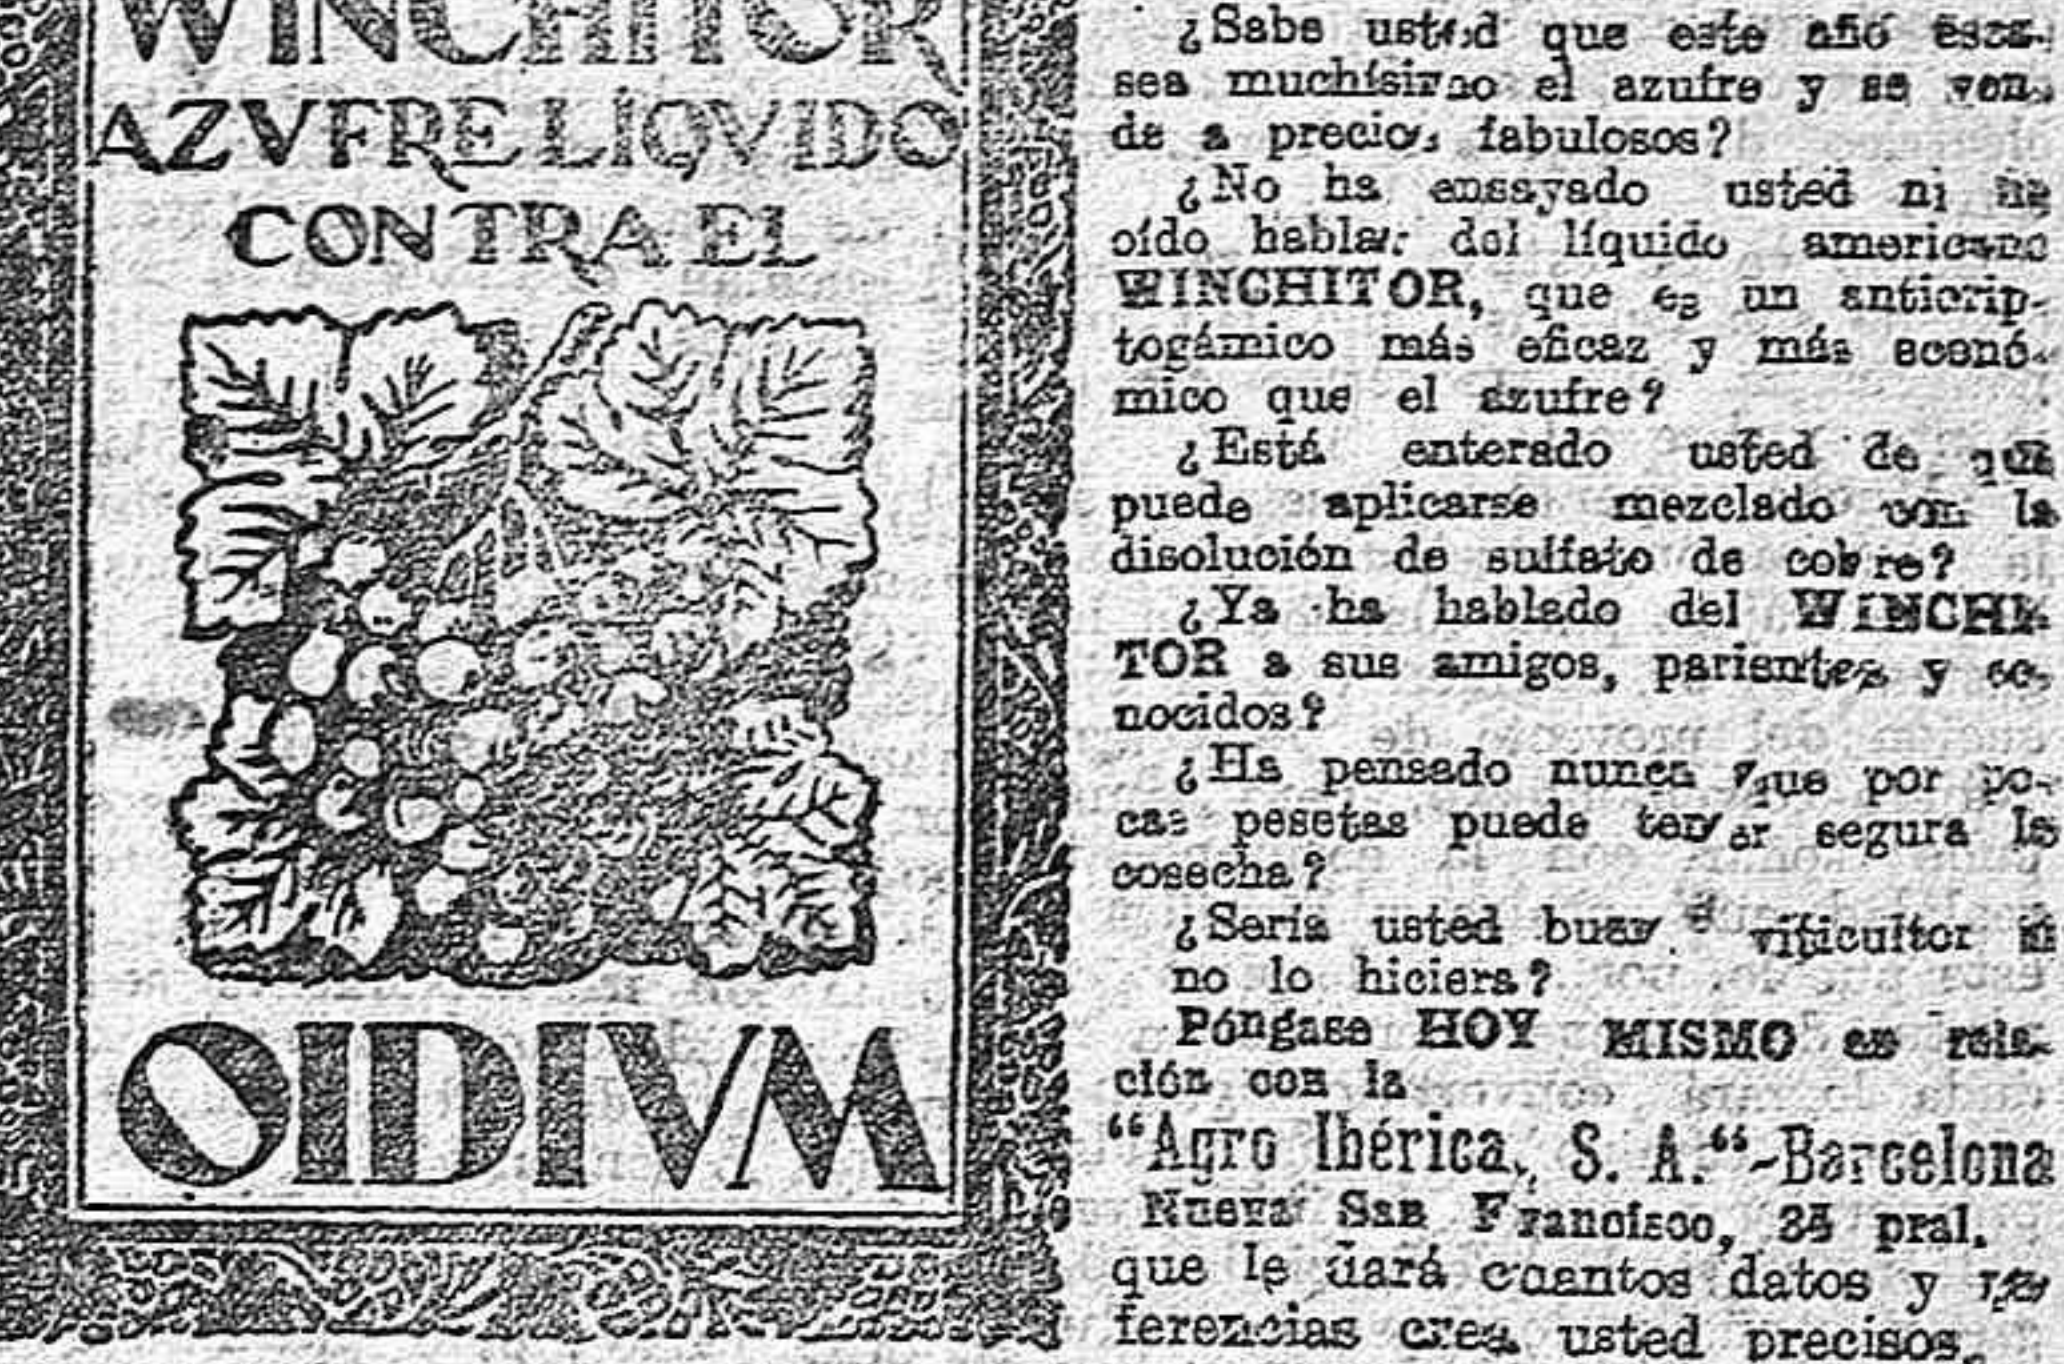 WINCHITOR
AZVFRE LÍQVIDO
CONTRA EL
OIDIVM
¿Sabe usted que este año esca-
sea muchísimo el azufre y se ven-
de a precios fabulosos?
¿No ha ensayado usted ni ha
oído hablar del líquido americano
WINCHITOR, que es un anticrip-
togámico más eficaz y más econó-
mico que el azufre?
¿Está enterado usted de que
puede aplicarse mezclado con la
disolución de sulfato de cobre?
¿Ya ha hablado del WINCHI-
TOR a sus amigos, parientes y co-
nocidos?
¿Ha pensado nunca que por po-
cas pesetas puede tener segura la
cosecha?
¿Sería usted buen viticultor si
no lo hiciera?
Póngase HOY MISMO en rela-
ción con la
“Agro Ibérica, S. A.“-Barcelona
Nueva San Francisco, pral.
que le dará cuantos datos y re-
ferencias crea usted precisos.